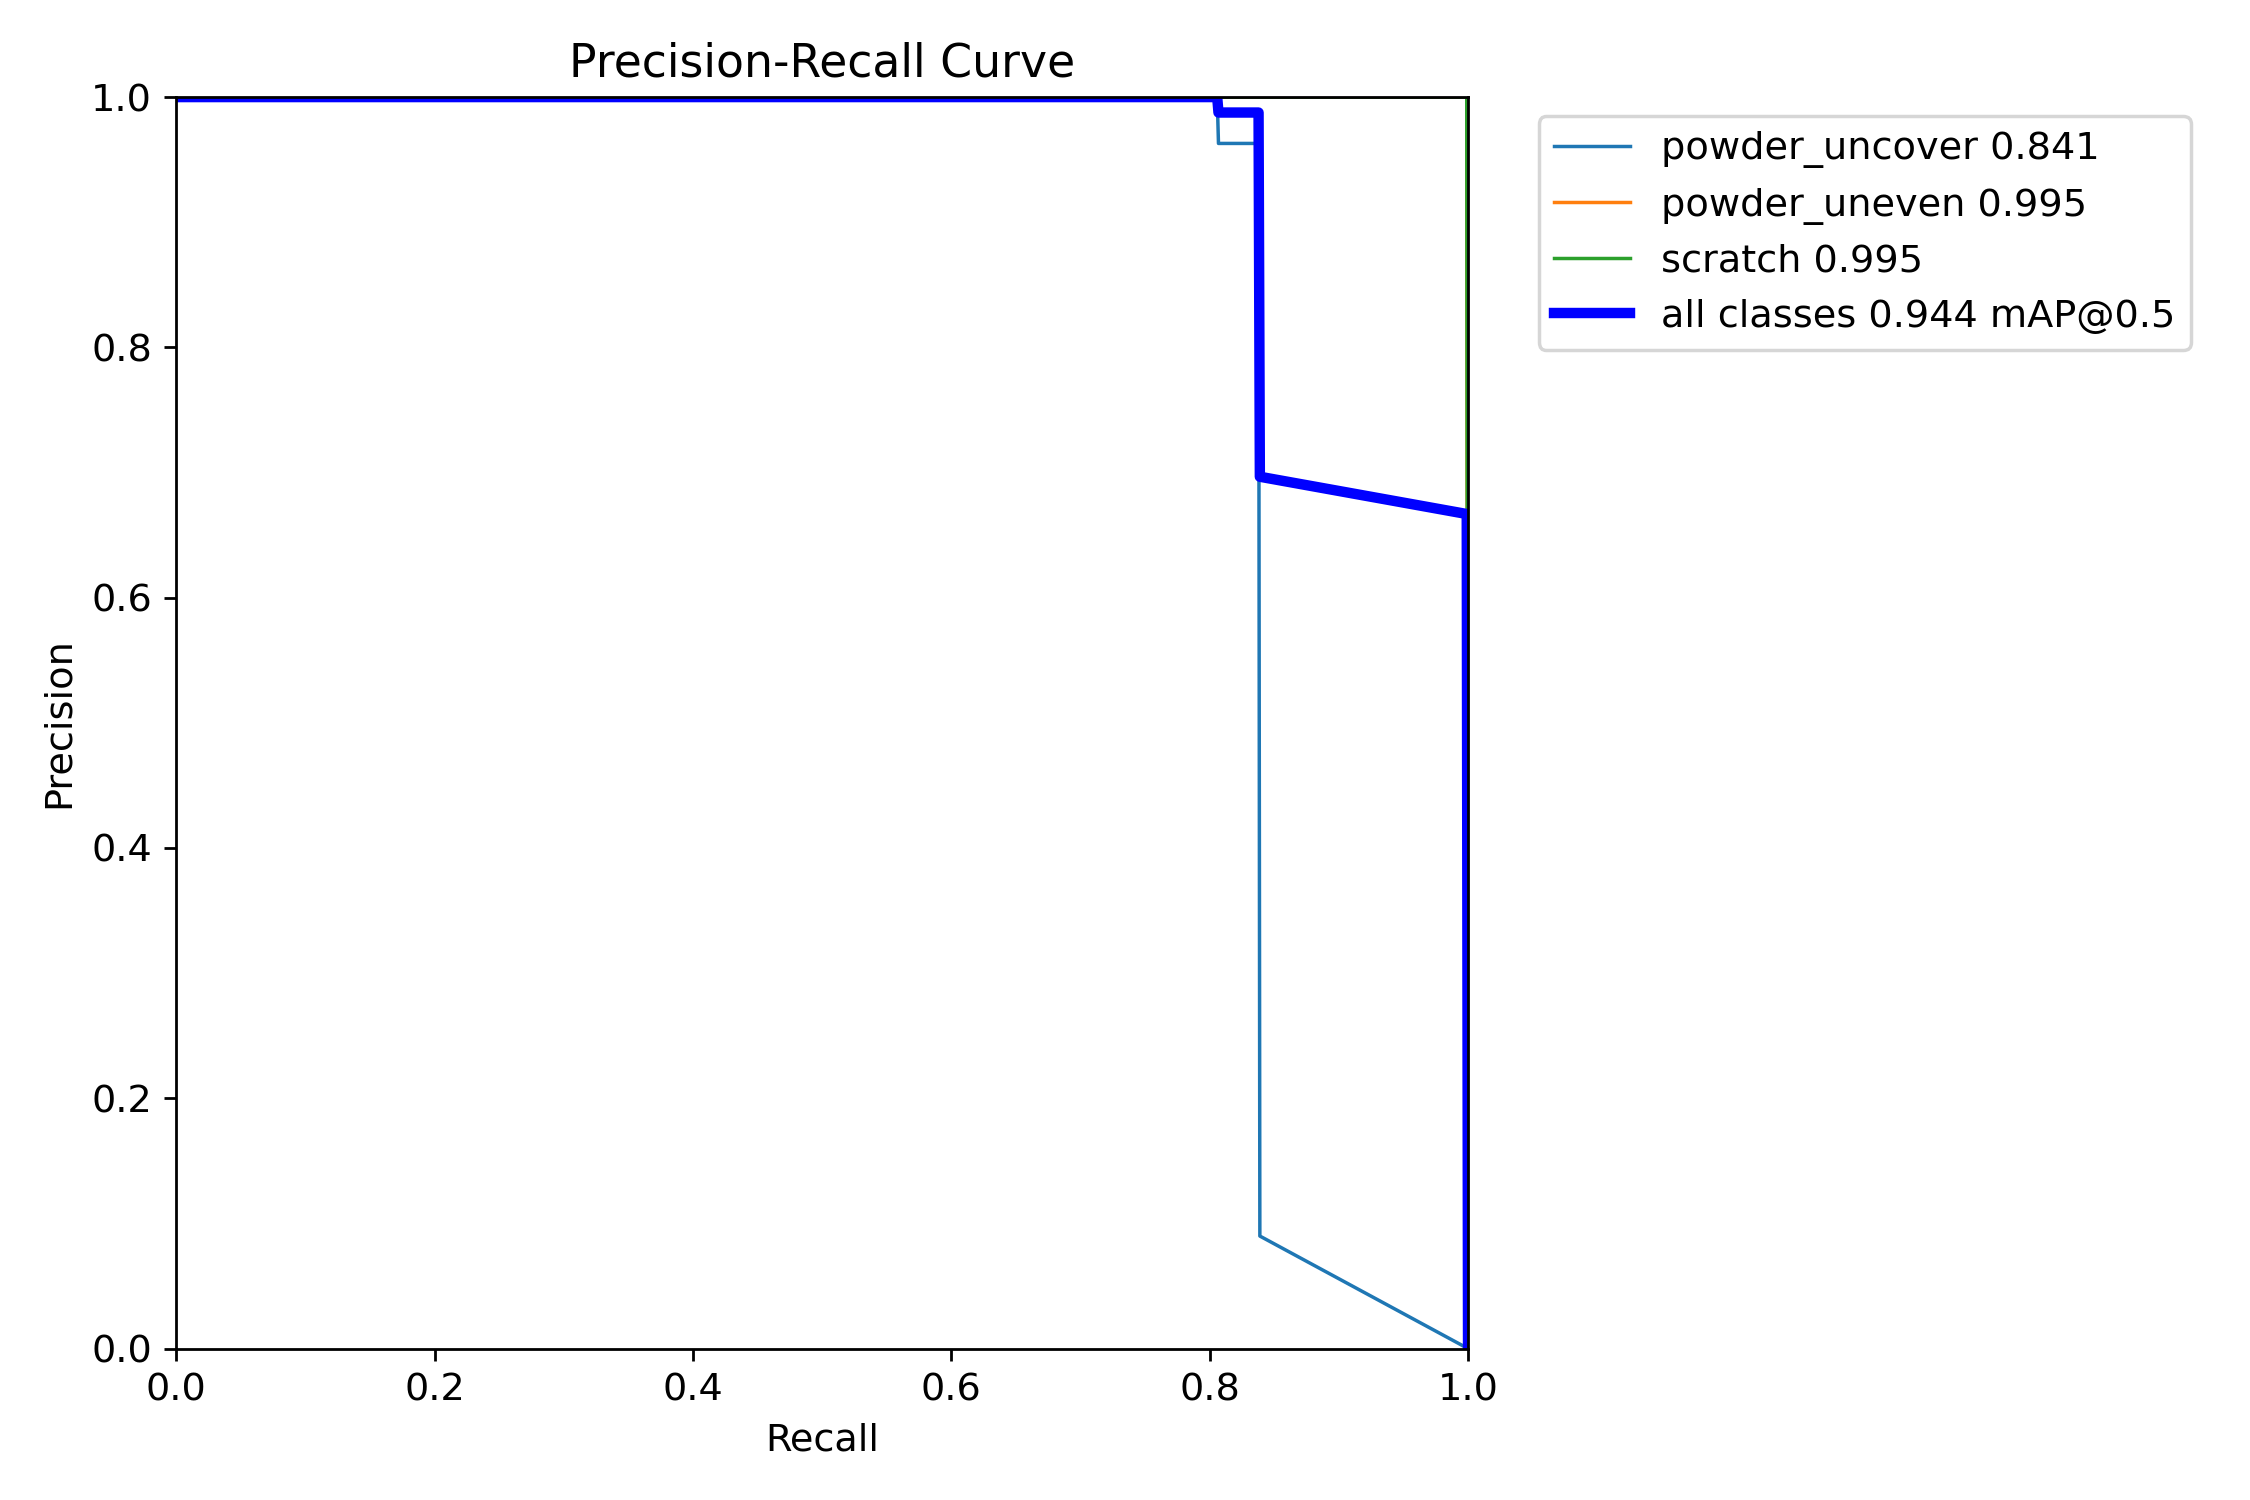 Precision-Recall Curve
1.0
0.8
0.6
0.4
0.2
0.0
Precision
0.0 0.2 0.4 0.6 0.8 1.0
Recall
powder_uncover 0.841
powder_uneven 0.995
scratch 0.995
all classes 0.944 mAP@0.5